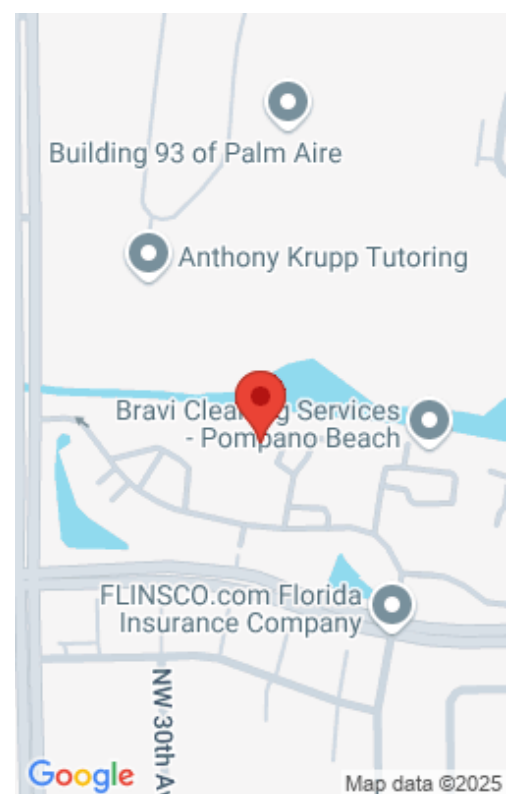 Building 93 of Palm Aire
Anthony Krupp Tutoring
Bravi Cleaning Services
- Pompano Beach
FLINSCO.com Florida
Insurance Company
NW 30th Av
Google
Map data ©2025